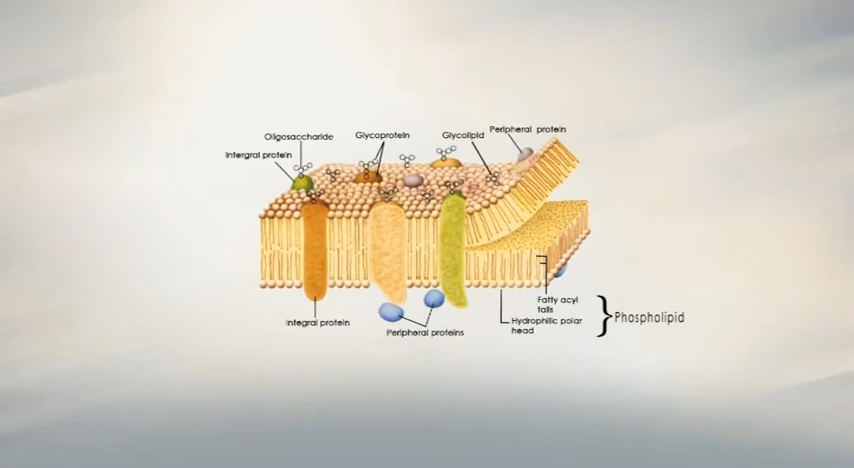 Oligosaccharide
Glycoprotein
Glycolipid
Peripheral protein
Intergral protein
Integral protein
Peripheral proteins
Fatty acyl
tails
Hydrophilic polar
head
Phospholipid